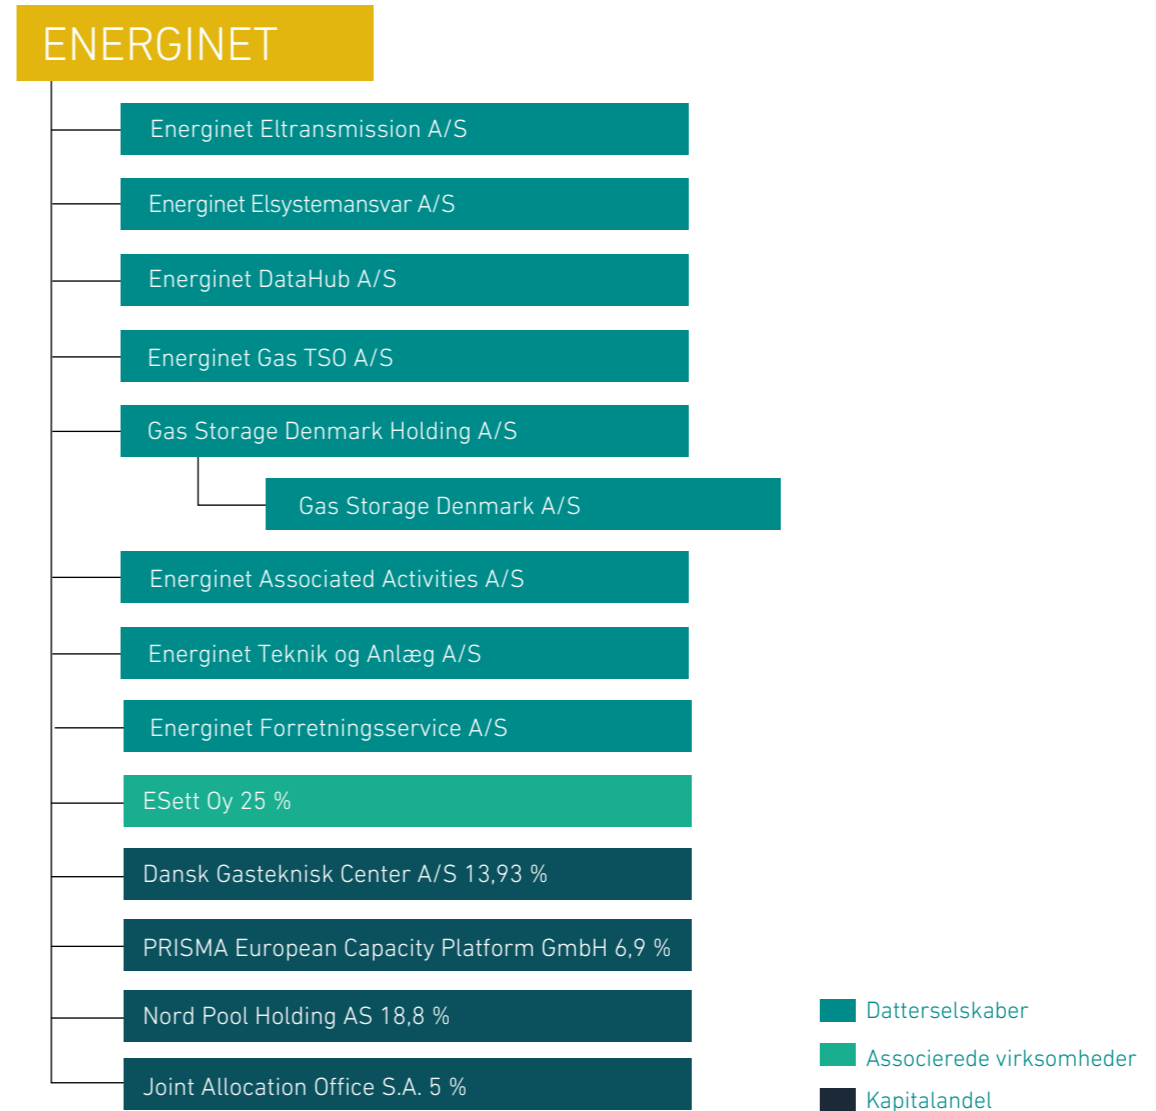 ENERGINET
Energinet Eltransmission A/S
Energinet Elsystemansvar A/S
Energinet DataHub A/S
Energinet Gas TSO A/S
Gas Storage Denmark Holding A/S
Gas Storage Denmark A/S
Energinet Associated Activities A/S
Energinet Teknik og Anlæg A/S
Energinet Forretningsservice A/S
ESett Oy 25 %
Dansk Gasteknisk Center A/S 13,93 %
PRISMA European Capacity Platform GmbH 6,9 %
Nord Pool Holding AS 18,8 %
Joint Allocation Office S.A. 5 %
Datterselskaber
Associerede virksomheder
Kapitalandel